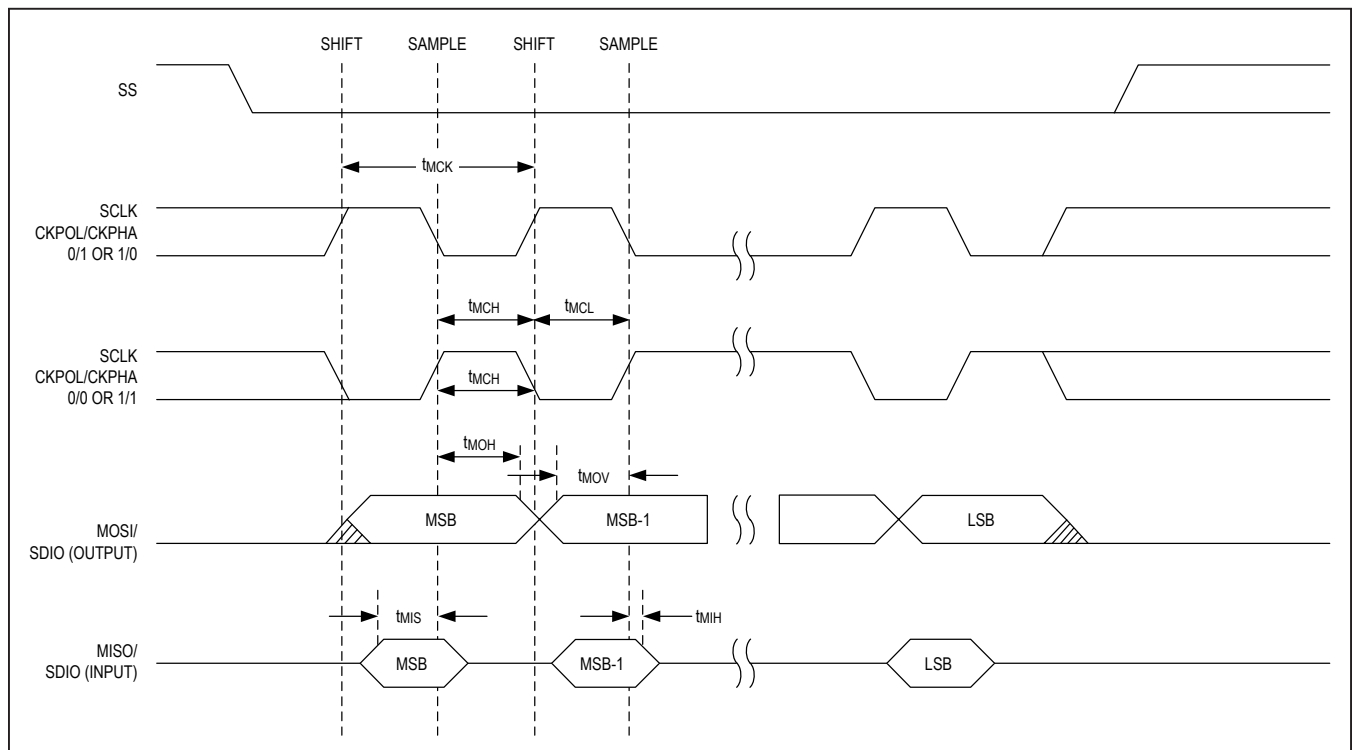 SHIFT SAMPLE SHIFT SAMPLE
SS
tMCK
SCLK
CKPOL/CKPHA
0/1 OR 1/0
tMCH tMCL
SCLK
CKPOL/CKPHA
0/0 OR 1/1
tMCH
tMOH
tMOV
MOSI/
SDIO (OUTPUT)
MSB MSB-1 LSB
tMIS tMIH
MISO/
SDIO (INPUT)
MSB MSB-1 LSB